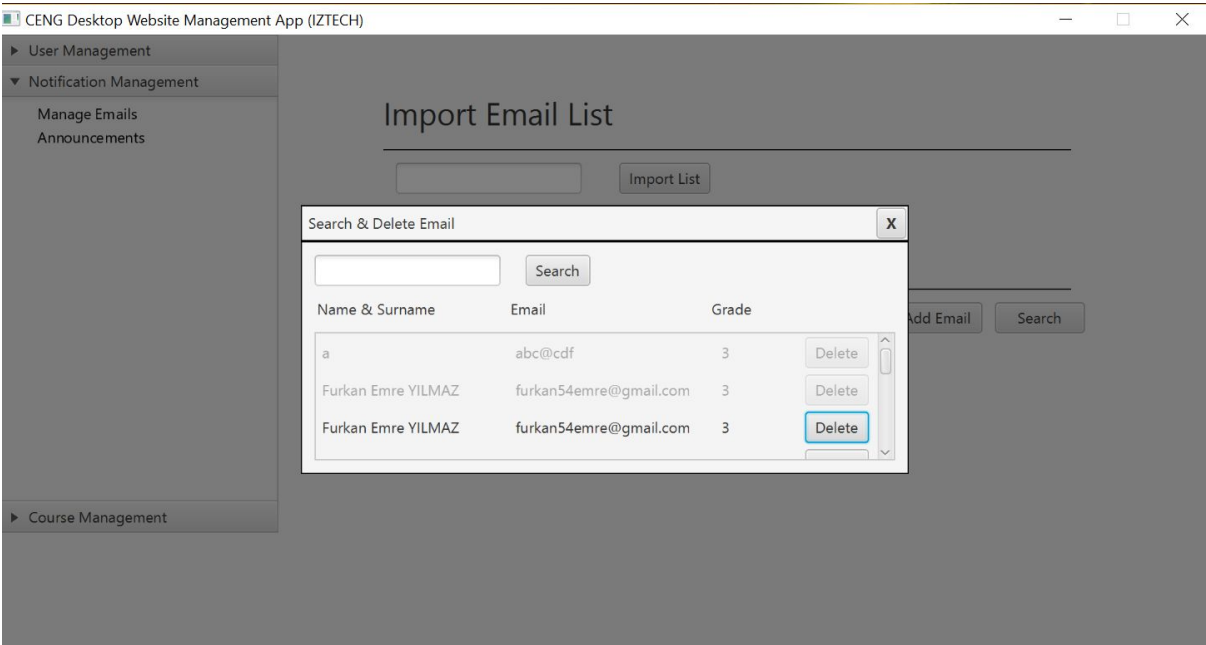 CENG Desktop Website Management App (IZTECH)
User Management
Notification Management
Manage Emails
Announcements
Course Management
Import Email List
Import List
Add Email Search
Search & Delete Email X
Search
Name & Surname Email Grade
a abc@cdf 3 Delete
Furkan Emre YILMAZ furkan54emre@gmail.com 3 Delete
Furkan Emre YILMAZ furkan54emre@gmail.com 3 Delete